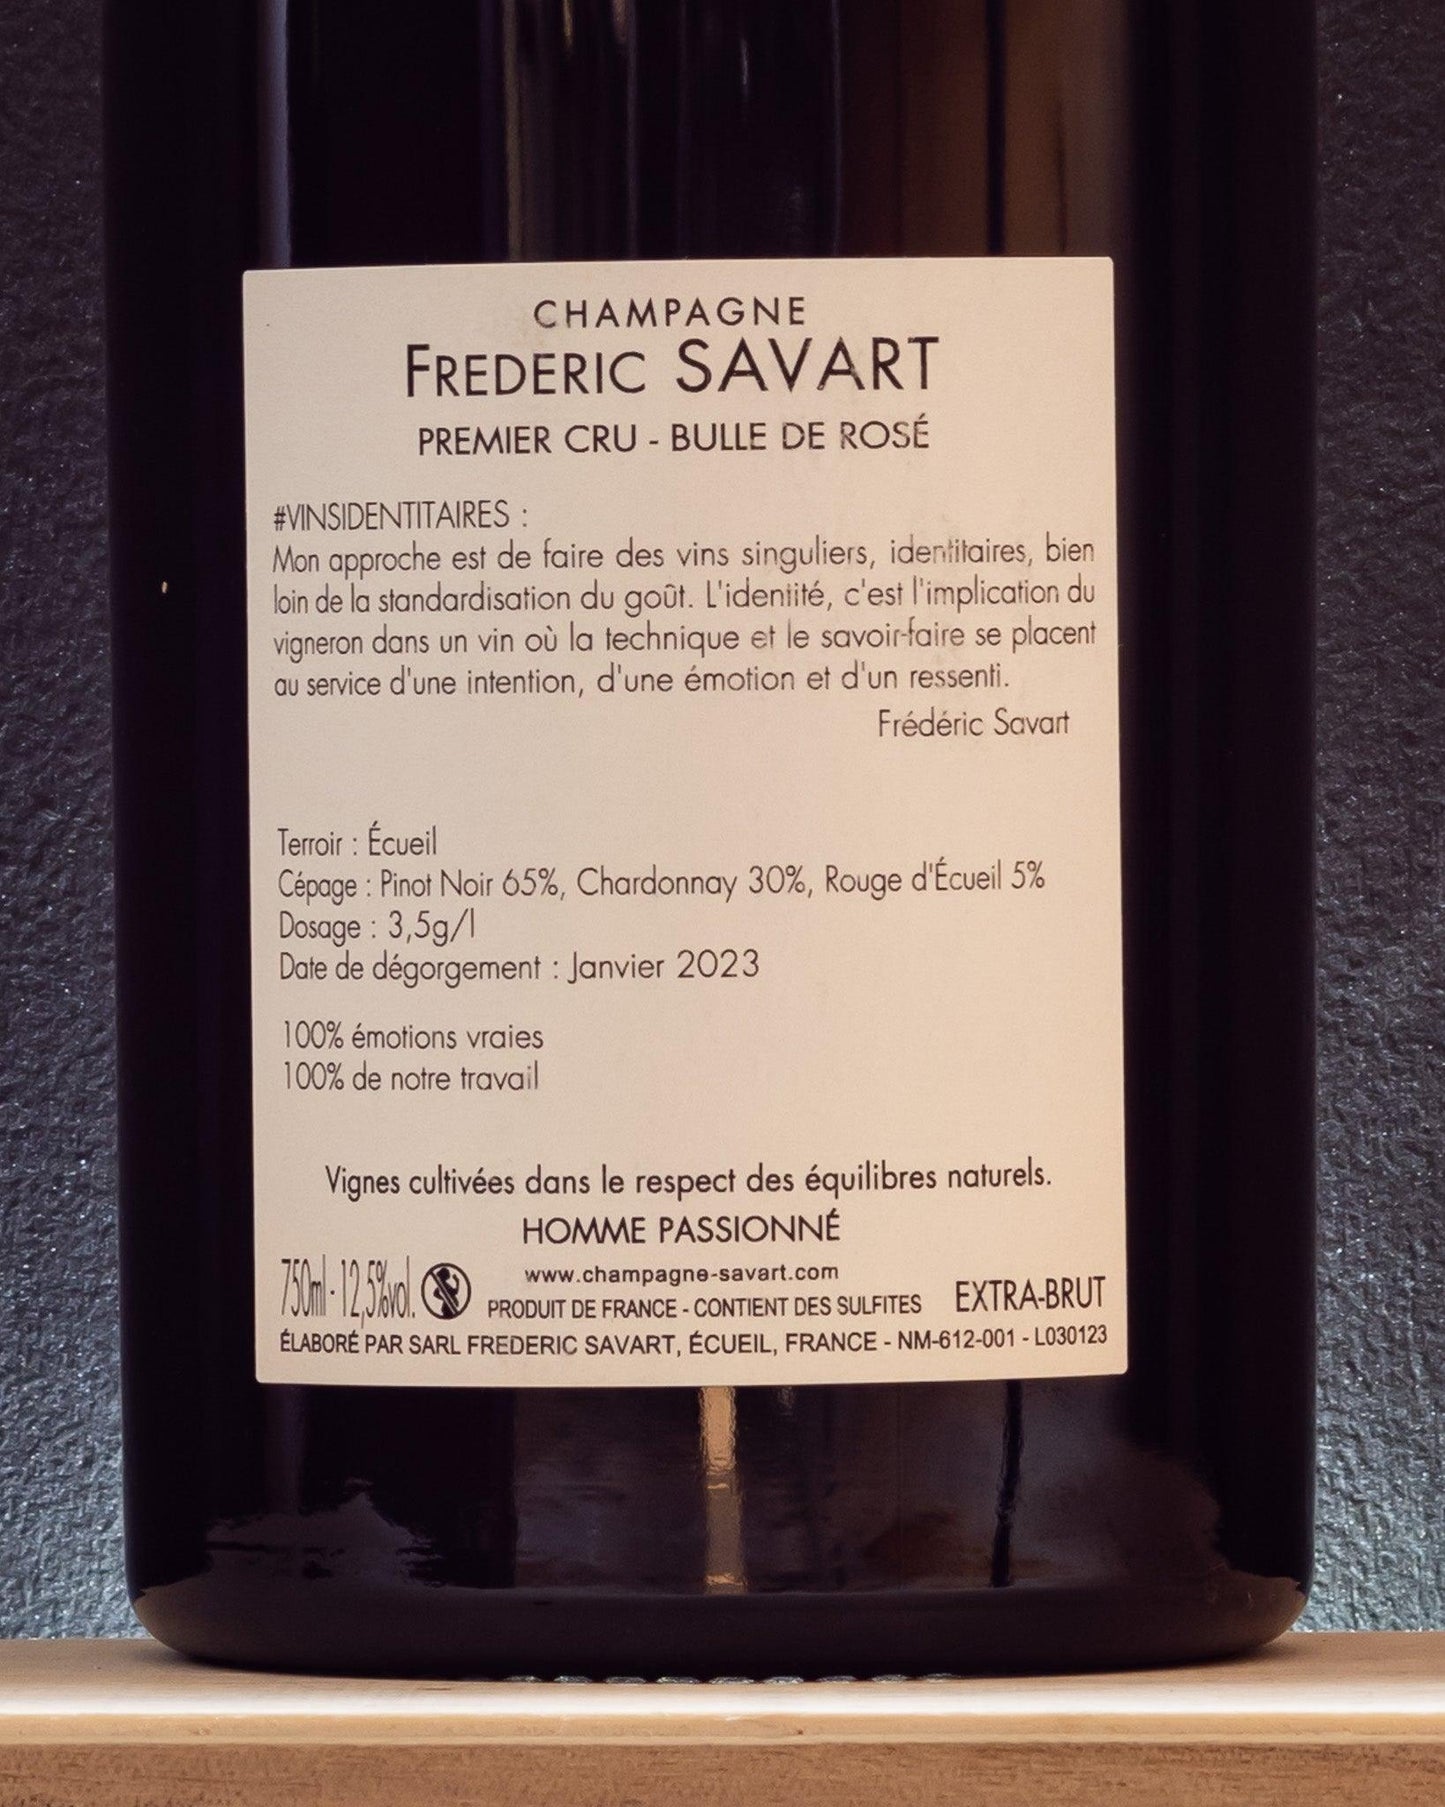 CHAMPAGNE
FREDERIC SAVART
PREMIER CRU - BULLE DE ROSÉ
#VINSIDENTITAIRES :
Mon approche est de faire des vins singuliers, identitaires, bien
loin de la standardisation du goût. L'identité, c'est l'implication du
vigneron dans un vin où la technique et le savoir-faire se placent
au service d'une intention, d'une émotion et d'un ressenti.
Frédéric Savart
Terroir : Écueil
Cépage : Pinot Noir 65%, Chardonnay 30%, Rouge d'Écueil 5%
Dosage : 3,5g/l
Date de dégorgement : Janvier 2023
100% émotions vraies
100% de notre travail
Vignes cultivées dans le respect des équilibres naturels.
HOMME PASSIONNÉ
www.champagne-savart.com
750ml - 12,5%vol. PRODUIT DE FRANCE - CONTIENT DES SULFITES EXTRA-BRUT
ÉLABORÉ PAR SARL FREDERIC SAVART, ÉCUEIL, FRANCE - NM-612-001 - L030123